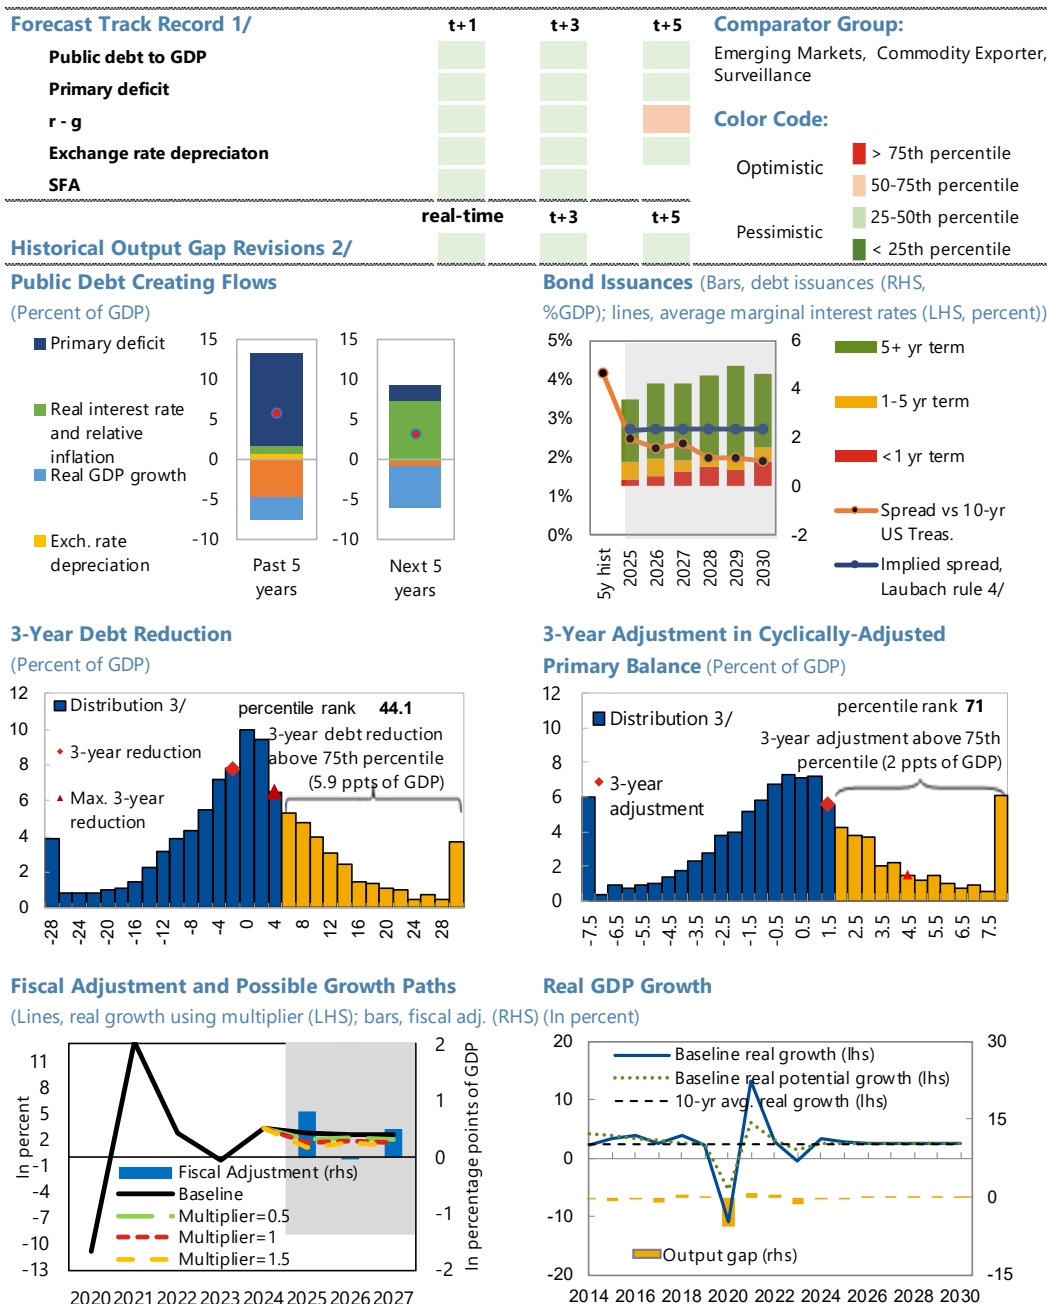 Forecast Track Record 1/ t+1 t+3 t+5 Comparator Group:
Public debt to GDP
Emerging Markets, Commodity Exporter,
Surveillance
Primary deficit
r - g
Color Code:
Exchange rate depreciaton
SFA
Optimistic
> 75th percentile
50-75th percentile
Pessimistic
25-50th percentile
< 25th percentile
real-time t+3 t+5
Historical Output Gap Revisions 2/
Public Debt Creating Flows
(Percent of GDP)
Primary deficit
Real interest rate
and relative
inflation
Real GDP growth
Exch. rate
depreciation
15
10
5
0
-5
-10
Past 5
years
15
10
5
0
-5
-10
Next 5
years
Bond Issuances (Bars, debt issuances (RHS,
%GDP); lines, average marginal interest rates (LHS, percent))
5%
4%
3%
2%
1%
0%
6
4
2
0
-2
5y hist 2025 2026 2027 2028 2029 2030
5+ yr term
1-5 yr term
<1 yr term
Spread vs 10-yr
US Treas.
Implied spread,
Laubach rule 4/
3-Year Debt Reduction
(Percent of GDP)
12
10
8
6
4
2
0
Distribution 3/
3-year reduction
Max. 3-year
reduction
percentile rank 44.1
3-year debt reduction
above 75th percentile
(5.9 ppts of GDP)
-28 -24 -20 -16 -12 -8 -4 0 4 8 12 16 20 24 28
3-Year Adjustment in Cyclically-Adjusted
Primary Balance (Percent of GDP)
12
10
8
6
4
2
0
Distribution 3/
3-year
adjustment
percentile rank 71
3-year adjustment above 75th
percentile (2 ppts of GDP)
-7.5 -6.5 -5.5 -4.5 -3.5 -2.5 -1.5 -0.5 0.5 1.5 2.5 3.5 4.5 5.5 6.5 7.5
Fiscal Adjustment and Possible Growth Paths
(Lines, real growth using multiplier (LHS); bars, fiscal adj. (RHS)
In percent
11
8
5
2
-1
-4
-7
-10
-13
Fiscal Adjustment (rhs)
Baseline
Multiplier=0.5
Multiplier=1
Multiplier=1.5
2
1
0
-1
-2
In percentage points of GDP
2020 2021 2022 2023 2024 2025 2026 2027
Real GDP Growth
(In percent)
20
10
0
-10
-20
Baseline real growth (lhs)
Baseline real potential growth (lhs)
10-yr avg. real growth (lhs)
Output gap (rhs)
30
15
0
-15
2014 2016 2018 2020 2022 2024 2026 2028 2030